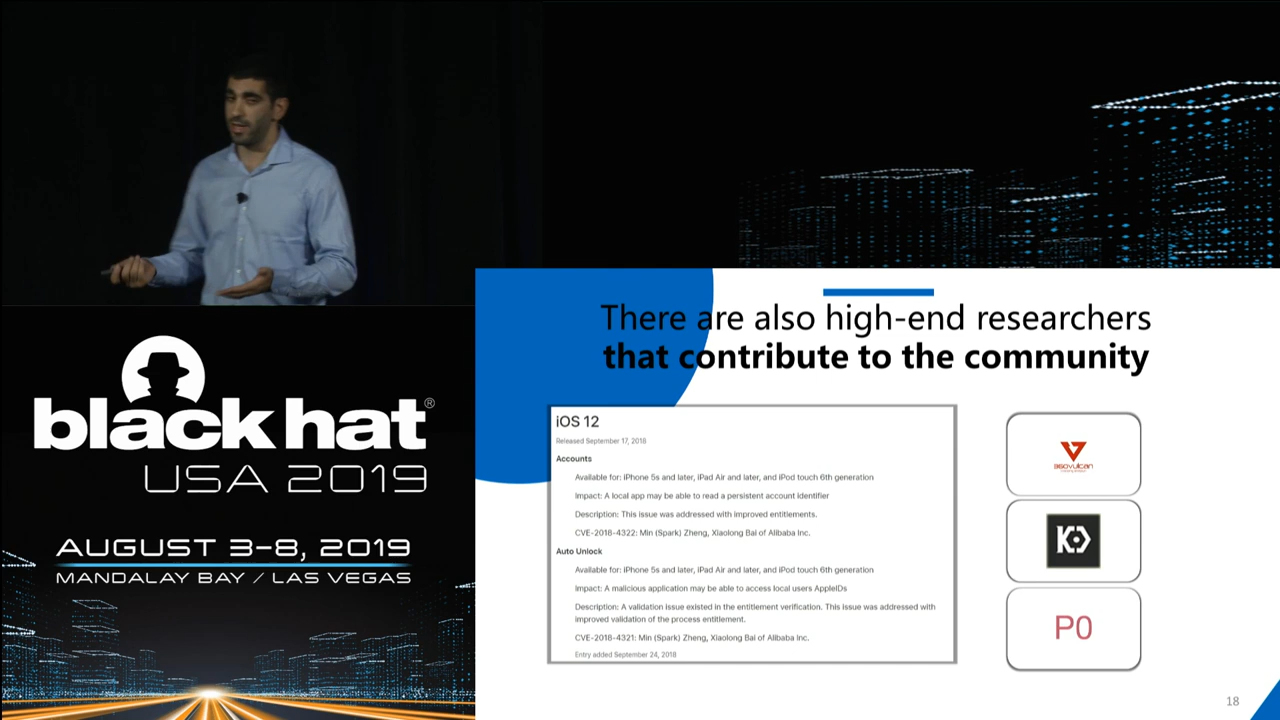 black hat®
USA 2019
AUGUST 3-8, 2019
MANDALAY BAY / LAS VEGAS
There are also high-end researchers
that contribute to the community
iOS 12
Released September 17, 2018
Accounts
Available for: iPhone 5s and later, iPad Air and later, and iPod touch 6th generation
Impact: A local app may be able to read a persistent account identifier
Description: This issue was addressed with improved entitlements.
CVE-2018-4322: Min (Spark) Zheng, Xiaolong Bai of Alibaba Inc.
Auto Unlock
Available for: iPhone 5s and later, iPad Air and later, and iPod touch 6th generation
Impact: A malicious application may be able to access local users AppleIDs
Description: A validation issue existed in the entitlement verification. This issue was addressed with
improved validation of the process entitlement.
CVE-2018-4321: Min (Spark) Zheng, Xiaolong Bai of Alibaba Inc.
Entry added September 24, 2018
360vulcan
K
P0
18